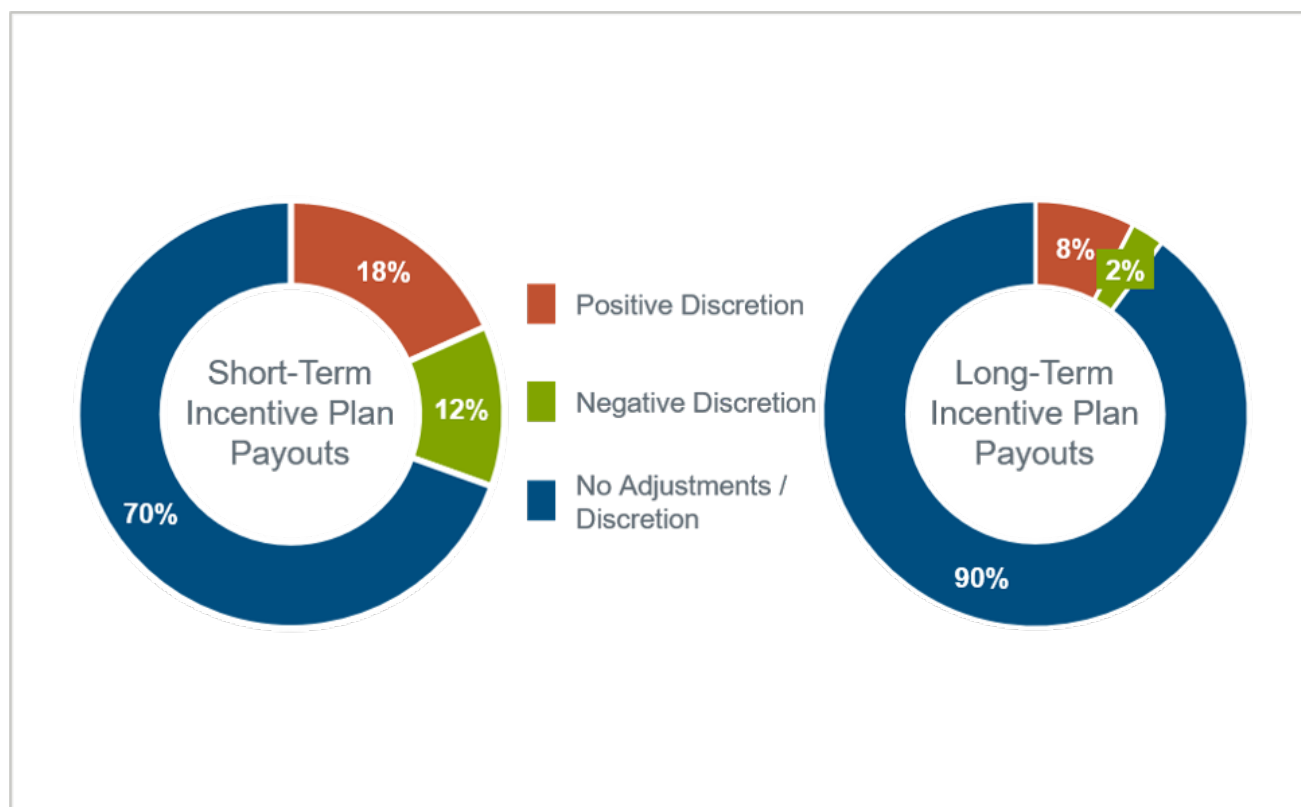 18%
12%
70%
Short-Term
Incentive Plan
Payouts
Positive Discretion
Negative Discretion
No Adjustments /
Discretion
8%
2%
90%
Long-Term
Incentive Plan
Payouts